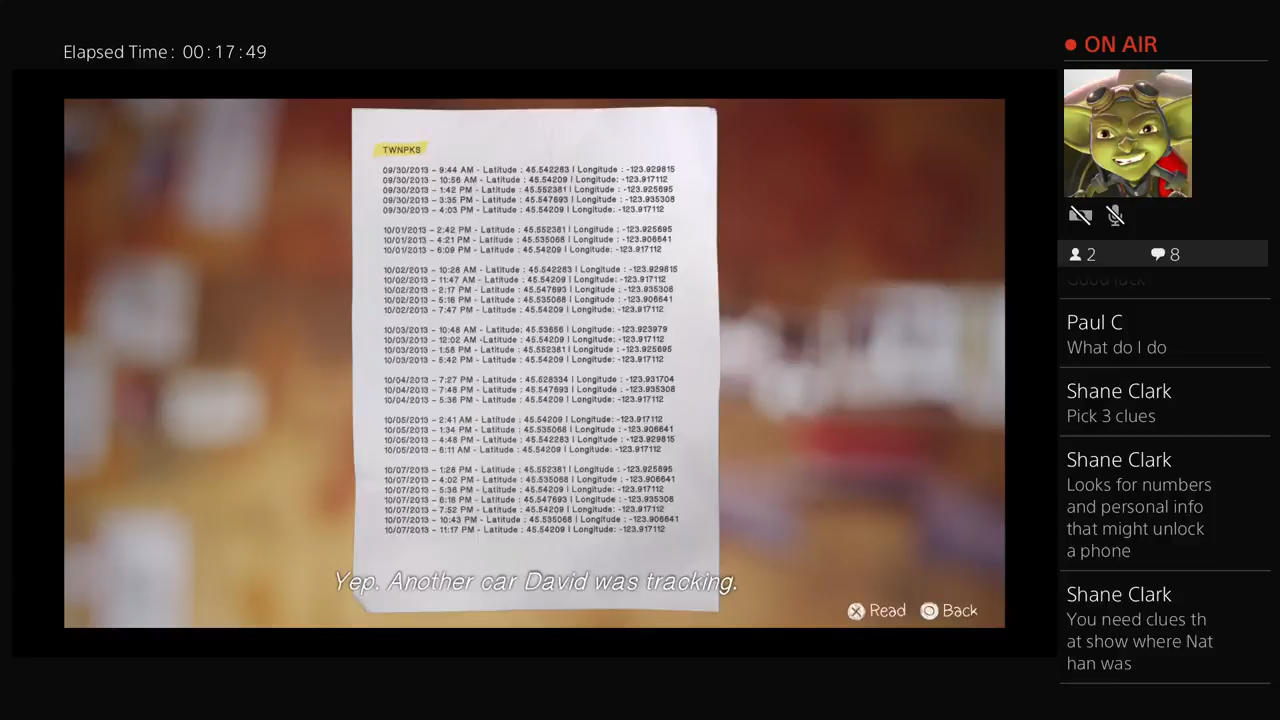 Elapsed Time: 00:17:49
ON AIR
TWNPKS
09/30/2013 - 9:44 AM - Latitude : 45.542283 | Longitude : -123.929815
09/30/2013 - 10:56 AM - Latitude : 45.54209 | Longitude: -123.917112
09/30/2013 - 1:42 PM - Latitude : 45.552381 | Longitude : -123.925695
09/30/2013 - 3:35 PM - Latitude : 45.547693 | Longitude : -123.935308
09/30/2013 - 4:03 PM - Latitude : 45.54209 | Longitude: -123.917112
10/01/2013 - 2:42 PM - Latitude : 45.552381 | Longitude : -123.925695
10/01/2013 - 4:21 PM - Latitude : 45.535068 | Longitude : -123.906641
10/01/2013 - 6:09 PM - Latitude : 45.54209 | Longitude: -123.917112
10/02/2013 - 10:28 AM - Latitude : 45.542283 | Longitude : -123.929815
10/02/2013 - 11:47 AM - Latitude : 45.54209 | Longitude: -123.917112
10/02/2013 - 2:17 PM - Latitude : 45.547693 | Longitude : -123.935308
10/02/2013 - 5:16 PM - Latitude : 45.535068 | Longitude : -123.906641
10/02/2013 - 7:47 PM - Latitude : 45.54209 | Longitude: -123.917112
10/03/2013 - 10:48 AM - Latitude: 45.53656 | Longitude: -123.923979
10/03/2013 - 12:02 AM - Latitude : 45.54209 | Longitude: -123.917112
10/03/2013 - 1:58 PM - Latitude : 45.552381 | Longitude : -123.925695
10/03/2013 - 5:42 PM - Latitude : 45.54209 | Longitude: -123.917112
10/04/2013 - 7:27 PM - Latitude : 45.528334 | Longitude : -123.931704
10/04/2013 - 7:48 PM - Latitude : 45.547693 | Longitude : -123.935308
10/04/2013 - 5:36 PM - Latitude : 45.54209 | Longitude: -123.917112
10/05/2013 - 2:41 AM - Latitude : 45.54209 | Longitude: -123.917112
10/05/2013 - 1:34 PM - Latitude : 45.535068 | Longitude : -123.906641
10/05/2013 - 4:48 PM - Latitude : 45.542283 | Longitude : -123.929815
10/05/2013 - 6:11 AM - Latitude : 45.54209 | Longitude: -123.917112
10/07/2013 - 1:28 PM - Latitude : 45.552381 | Longitude : -123.925695
10/07/2013 - 4:02 PM - Latitude : 45.535068 | Longitude : -123.906641
10/07/2013 - 5:36 PM - Latitude : 45.54209 | Longitude: -123.917112
10/07/2013 - 6:18 PM - Latitude : 45.547693 | Longitude : -123.935308
10/07/2013 - 7:52 PM - Latitude : 45.54209 | Longitude: -123.917112
10/07/2013 - 10:43 PM - Latitude : 45.535068 | Longitude : -123.906641
10/07/2013 - 11:17 PM - Latitude : 45.54209 | Longitude: -123.917112
Yep. Another car David was tracking.
Read Back
2 8
Good luck
Paul C
What do I do
Shane Clark
Pick 3 clues
Shane Clark
Looks for numbers
and personal info
that might unlock
a phone
Shane Clark
You need clues th
at show where Nat
han was